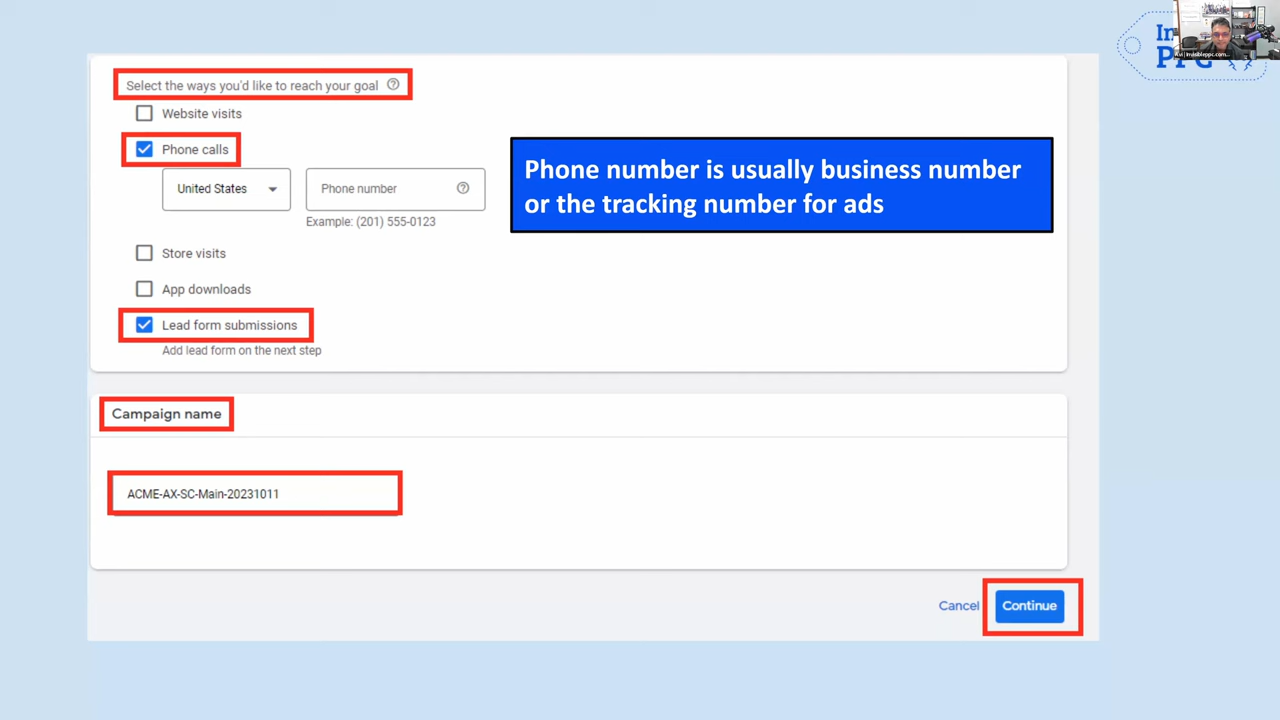 Select the ways you'd like to reach your goal
Website visits
Phone calls
United States
Phone number
Example: (201) 555-0123
Phone number is usually business number
or the tracking number for ads
Store visits
App downloads
Lead form submissions
Add lead form on the next step
Campaign name
ACME-AX-SC-Main-20231011
Cancel
Continue